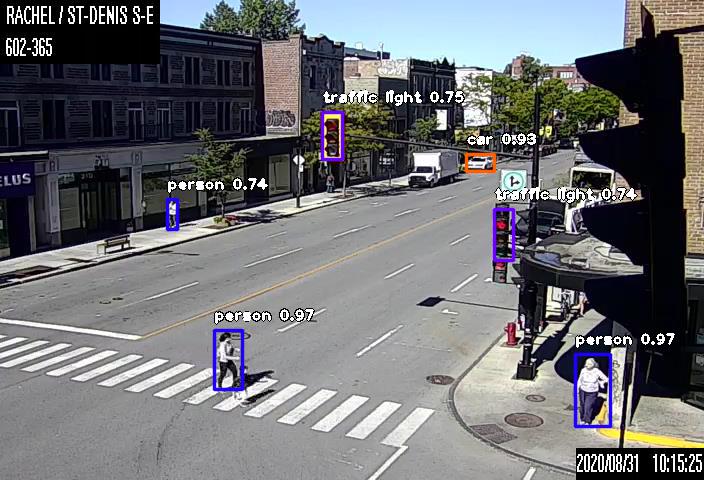 RACHEL / ST-DENIS S-E
602-365
traffic light 0.75
car 0.93
person 0.74
traffic light 0.74
ELUS
person 0.97
person 0.97
2020/08/31 10:15:25